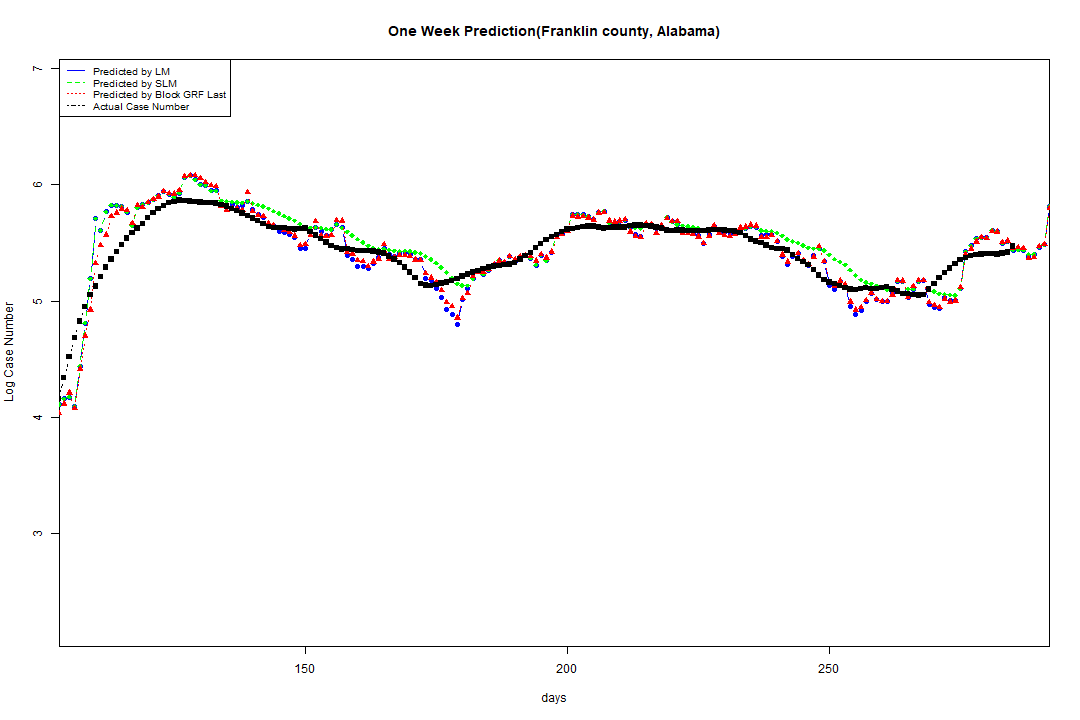 One Week Prediction(Franklin county, Alabama)
Predicted by LM
Predicted by SLM
Predicted by Block GRF Last
Actual Case Number
7
6
5
4
3
Log Case Number
150
200
250
days